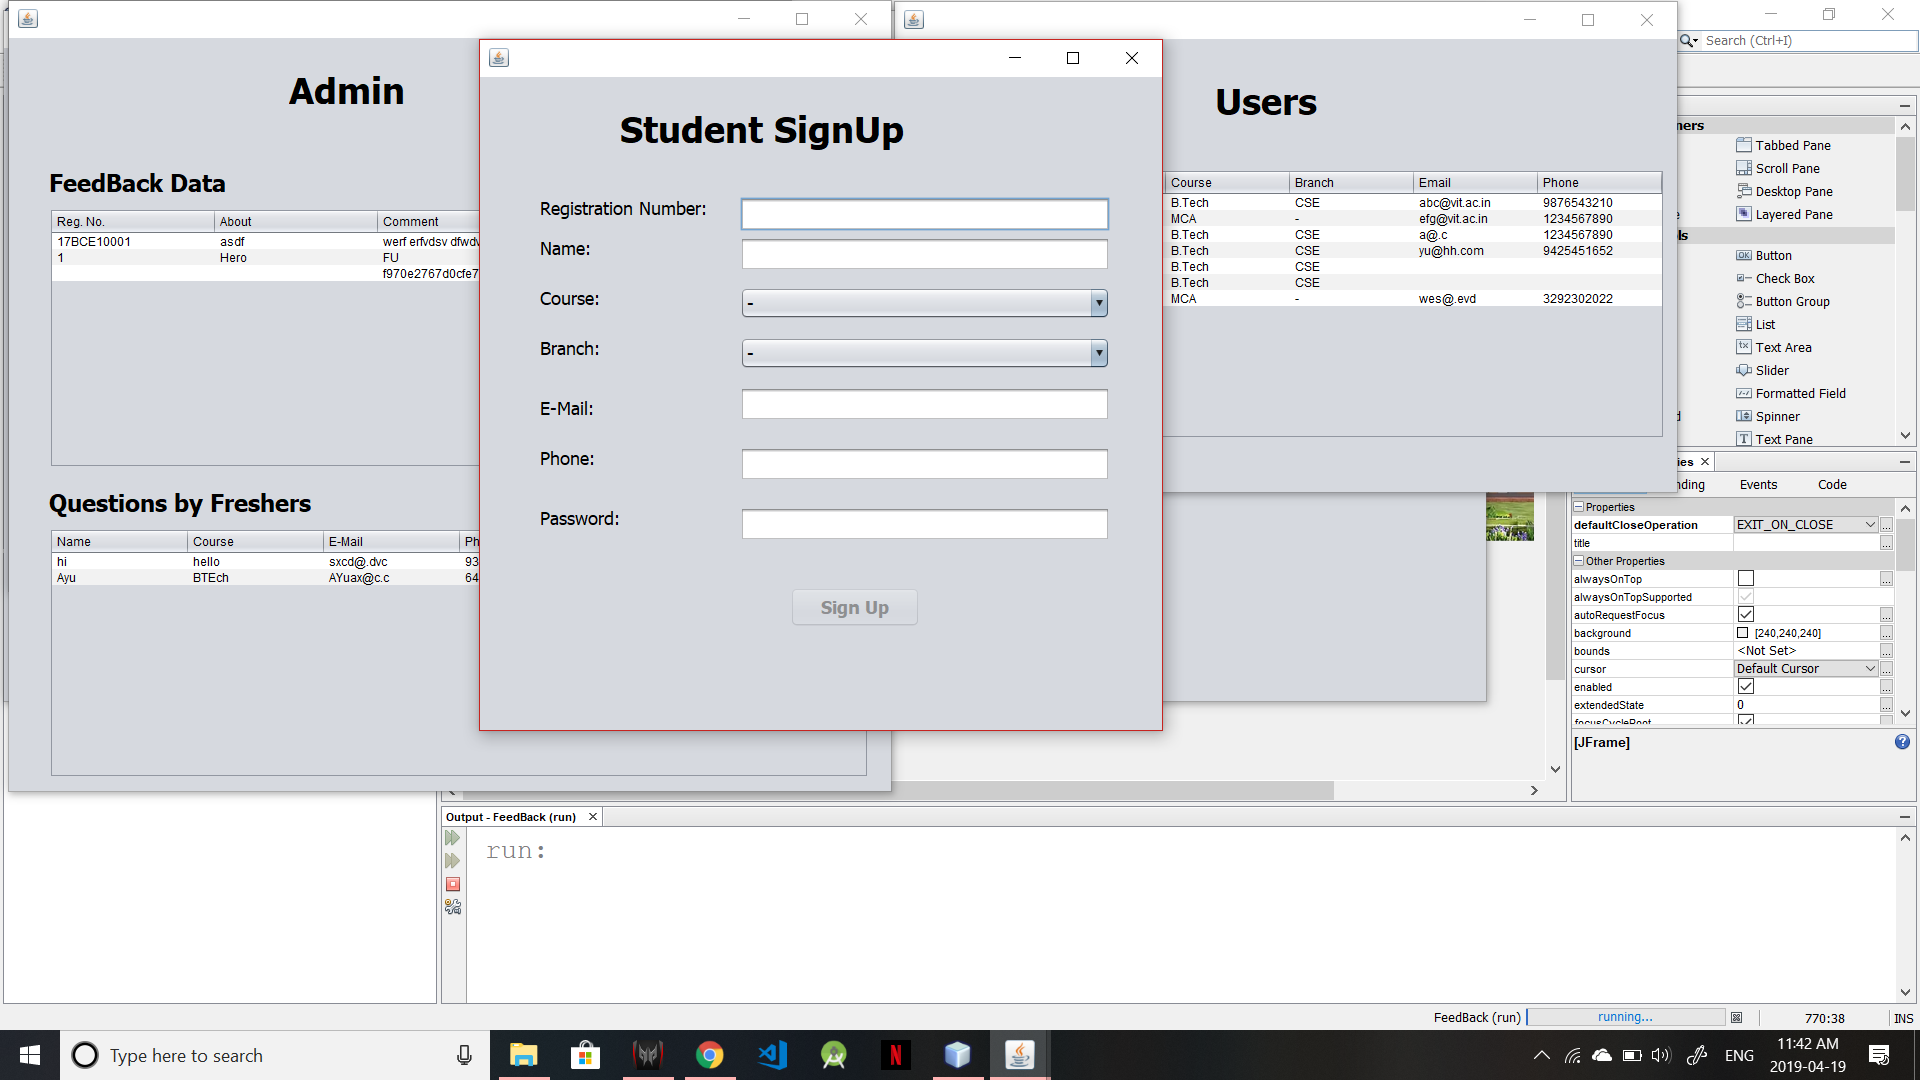 Admin
FeedBack Data
Reg. No. About Comment
17BCE10001 asdf werf erfvdsv dfwdv
1 Hero FU
f970e2767d0cfe7
Questions by Freshers
Name Course E-Mail Ph
hi hello sxcd@.dvc 93
Ayu BTEch AYuax@c.c 64
Student SignUp
Registration Number:
Name:
Course: -
Branch: -
E-Mail:
Phone:
Password:
Sign Up
Users
Course Branch Email Phone
B.Tech CSE abc@vit.ac.in 9876543210
MCA - efg@vit.ac.in 1234567890
B.Tech CSE a@.c 1234567890
B.Tech CSE yu@hh.com 9425451652
B.Tech CSE
B.Tech CSE
MCA - wes@.evd 3292302022
Search (Ctrl+I)
ners
Tabbed Pane
Scroll Pane
Desktop Pane
Layered Pane
ls
OK Button
Check Box
Button Group
List
Text Area
Slider
Formatted Field
Spinner
Text Pane
ies
nding Events Code
Properties
defaultCloseOperation EXIT_ON_CLOSE
title
Other Properties
alwaysOnTop
alwaysOnTopSupported
autoRequestFocus
background [240,240,240]
bounds <Not Set>
cursor Default Cursor
enabled
extendedState 0
focusCycleRoot
[JFrame]
Output - FeedBack (run)
run:
FeedBack (run) running... 770:38 INS
Type here to search
ENG
11:42 AM
2019-04-19